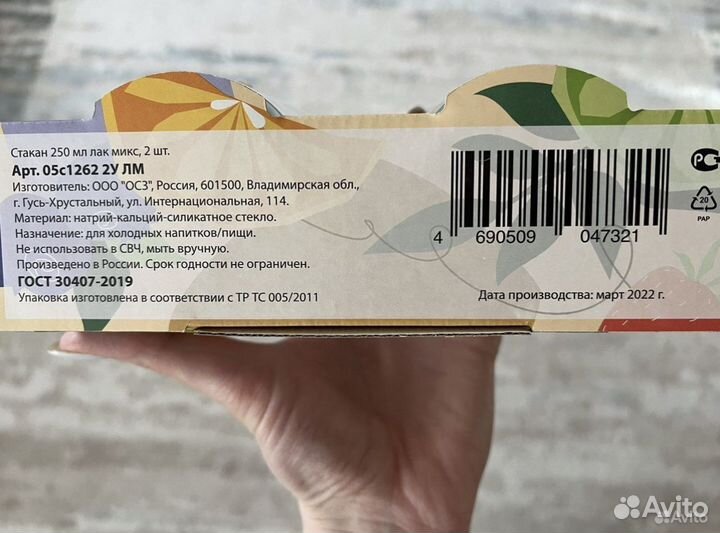 Стакан 250 мл лак микс, 2 шт.
Арт. 05с1262 2У ЛМ
Изготовитель: ООО "ОСЗ", Россия, 601500, Владимирская обл.,
г. Гусь-Хрустальный, ул. Интернациональная, 114.
Материал: натрий-кальций-силикатное стекло.
Назначение: для холодных напитков/пищи.
Не использовать в СВЧ, мыть вручную.
Произведено в России. Срок годности не ограничен.
ГОСТ 30407-2019
Упаковка изготовлена в соответствии с ТР ТС 005/2011
4 690509 047321
Дата производства: март 2022 г.
РСТ
20
PAP
Avito
Avito